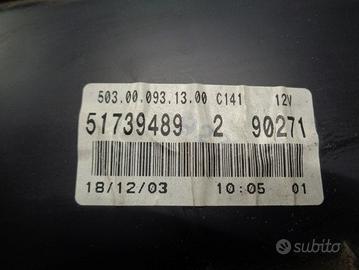 503.00.093.13.00 C141 12V
51739489 2 90271
18/12/03 10:05 01
subito